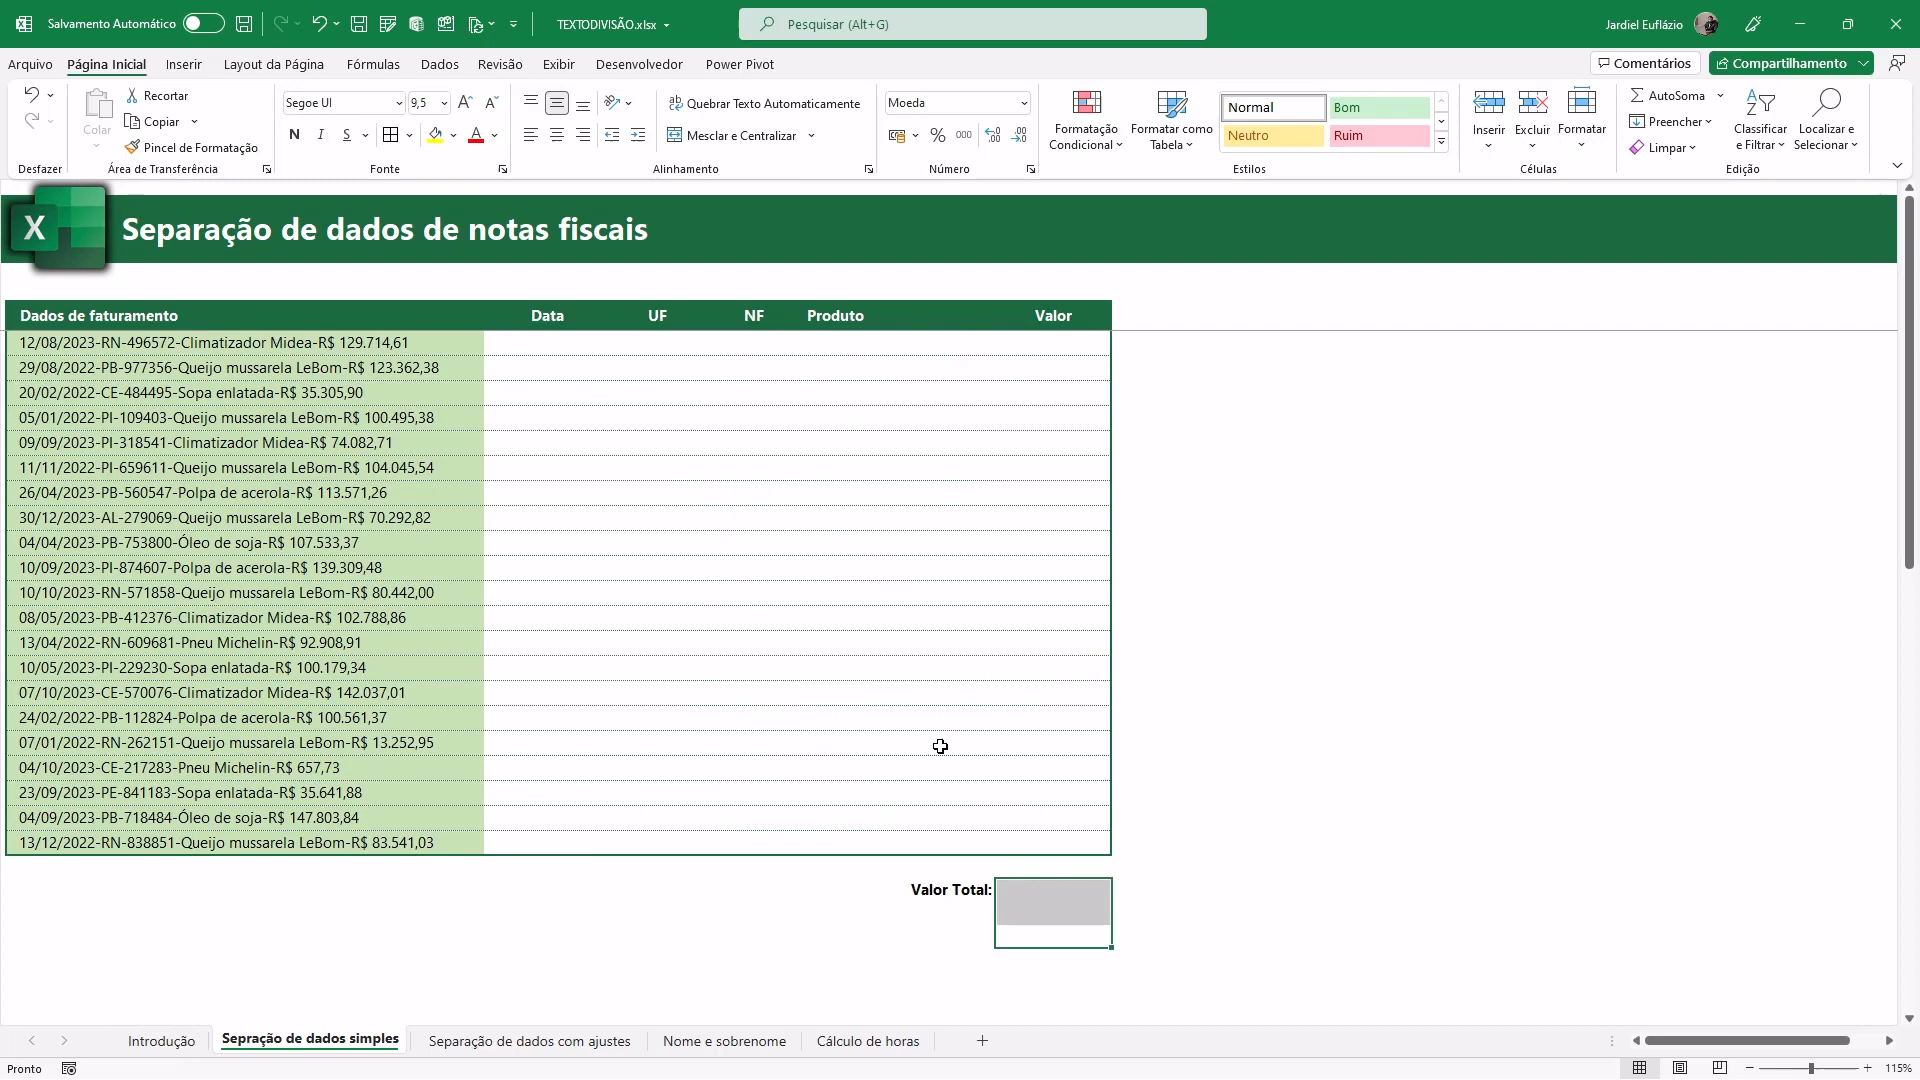 Salvamento Automático
TEXTODIVISÃO.xlsx
Pesquisar (Alt+G)
Jardiel Euflázio
Arquivo
Página Inicial
Inserir
Layout da Página
Fórmulas
Dados
Revisão
Exibir
Desenvolvedor
Power Pivot
Comentários
Compartilhamento
Desfazer
Colar
Recortar
Copiar
Pincel de Formatação
Área de Transferência
Segoe UI
9,5
N I S
Fonte
Quebrar Texto Automaticamente
Mesclar e Centralizar
Alinhamento
Moeda
% 000
Número
Formatação Condicional
Formatar como Tabela
Normal
Bom
Neutro
Ruim
Estilos
Inserir
Excluir
Formatar
Células
AutoSoma
Preencher
Limpar
Classificar e Filtrar
Localizar e Selecionar
Edição
X
Separação de dados de notas fiscais
Dados de faturamento Data UF NF Produto Valor
12/08/2023-RN-496572-Climatizador Midea-R$ 129.714,61
29/08/2022-PB-977356-Queijo mussarela LeBom-R$ 123.362,38
20/02/2022-CE-484495-Sopa enlatada-R$ 35.305,90
05/01/2022-PI-109403-Queijo mussarela LeBom-R$ 100.495,38
09/09/2023-PI-318541-Climatizador Midea-R$ 74.082,71
11/11/2022-PI-659611-Queijo mussarela LeBom-R$ 104.045,54
26/04/2023-PB-560547-Polpa de acerola-R$ 113.571,26
30/12/2023-AL-279069-Queijo mussarela LeBom-R$ 70.292,82
04/04/2023-PB-753800-Óleo de soja-R$ 107.533,37
10/09/2023-PI-874607-Polpa de acerola-R$ 139.309,48
10/10/2023-RN-571858-Queijo mussarela LeBom-R$ 80.442,00
08/05/2023-PB-412376-Climatizador Midea-R$ 102.788,86
13/04/2022-RN-609681-Pneu Michelin-R$ 92.908,91
10/05/2023-PI-229230-Sopa enlatada-R$ 100.179,34
07/10/2023-CE-570076-Climatizador Midea-R$ 142.037,01
24/02/2022-PB-112824-Polpa de acerola-R$ 100.561,37
07/01/2022-RN-262151-Queijo mussarela LeBom-R$ 13.252,95
04/10/2023-CE-217283-Pneu Michelin-R$ 657,73
23/09/2023-PE-841183-Sopa enlatada-R$ 35.641,88
04/09/2023-PB-718484-Óleo de soja-R$ 147.803,84
13/12/2022-RN-838851-Queijo mussarela LeBom-R$ 83.541,03
Valor Total:
Introdução
Sepração de dados simples
Separação de dados com ajustes
Nome e sobrenome
Cálculo de horas
Pronto
115%